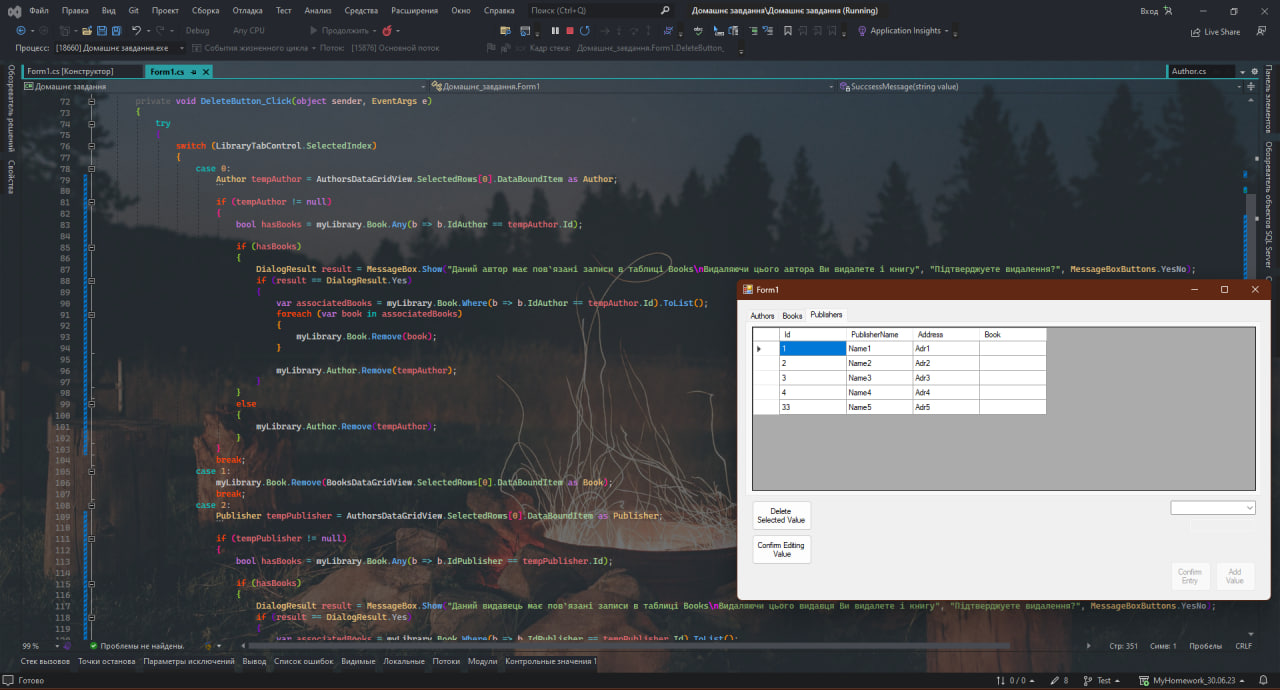 Файл Правка Вид Git Проект Сборка Отладка Тест Анализ Средства Расширения Окно Справка Поиск (Ctrl+Q) Домашнє завдання\Домашнє завдання (Running) Вход
Debug Any CPU Продолжить Application Insights Live Share
Процесс: [18660] Домашнє завдання.exe События жизненного цикла Поток: [15876] Основной поток Кадр стека: Домашнє_завдання.Form1.DeleteButton_
Form1.cs [Конструктор] Form1.cs Author.cs
Домашнє завдання Домашнє_завдання.Form1 SuccsessMessage(string value)
Обозреватель решений Свойства
Панель элементов Обозреватель объектов SQL Server
72 private void DeleteButton_Click(object sender, EventArgs e)
73 {
74 try
75 {
76 switch (LibraryTabControl.SelectedIndex)
77 {
78 case 0:
79 Author tempAuthor = AuthorsDataGridView.SelectedRows[0].DataBoundItem as Author;
80
81 if (tempAuthor != null)
82 {
83 bool hasBooks = myLibrary.Book.Any(b => b.IdAuthor == tempAuthor.Id);
84
85 if (hasBooks)
86 {
87 DialogResult result = MessageBox.Show("Даний автор має пов'язані записи в таблиці Books\nВидаляючи цього автора Ви видалете і книгу", "Підтверджуете видалення?", MessageBoxButtons.YesNo);
88 if (result == DialogResult.Yes)
89 {
90 var associatedBooks = myLibrary.Book.Where(b => b.IdAuthor == tempAuthor.Id).ToList();
91 foreach (var book in associatedBooks)
92 {
93 myLibrary.Book.Remove(book);
94 }
95
96 myLibrary.Author.Remove(tempAuthor);
97 }
98 }
99 else
100 {
101 myLibrary.Author.Remove(tempAuthor);
102 }
103 }
104 break;
105 case 1:
106 myLibrary.Book.Remove(BooksDataGridView.SelectedRows[0].DataBoundItem as Book);
107 break;
108 case 2:
109 Publisher tempPublisher = AuthorsDataGridView.SelectedRows[0].DataBoundItem as Publisher;
110
111 if (tempPublisher != null)
112 {
113 bool hasBooks = myLibrary.Book.Any(b => b.IdPublisher == tempPublisher.Id);
114
115 if (hasBooks)
116 {
117 DialogResult result = MessageBox.Show("Даний видавець має пов'язані записи в таблиці Books\nВидаляючи цього видавця Ви видалете і книгу", "Підтверджуете видалення?", MessageBoxButtons.YesNo);
118 if (result == DialogResult.Yes)
119 {
120 var associatedBooks = myLibrary.Book.Where(b => b.IdPublisher == tempPublisher.Id).ToList();
Form1
Authors Books Publishers
Id PublisherName Address Book
1 Name1 Adr1
2 Name2 Adr2
3 Name3 Adr3
4 Name4 Adr4
33 Name5 Adr5
Delete
Selected Value
Confirm Editing
Value
Confirm
Entry
Add
Value
99 % Проблемы не найдены. Стр: 351 Симв: 1 Пробелы CRLF
Стек вызовов Точки останова Параметры исключений Вывод Список ошибок Видимые Локальные Потоки Модули Контрольные значения 1
Готово 0 / 0 8 Test MyHomework_30.06.23